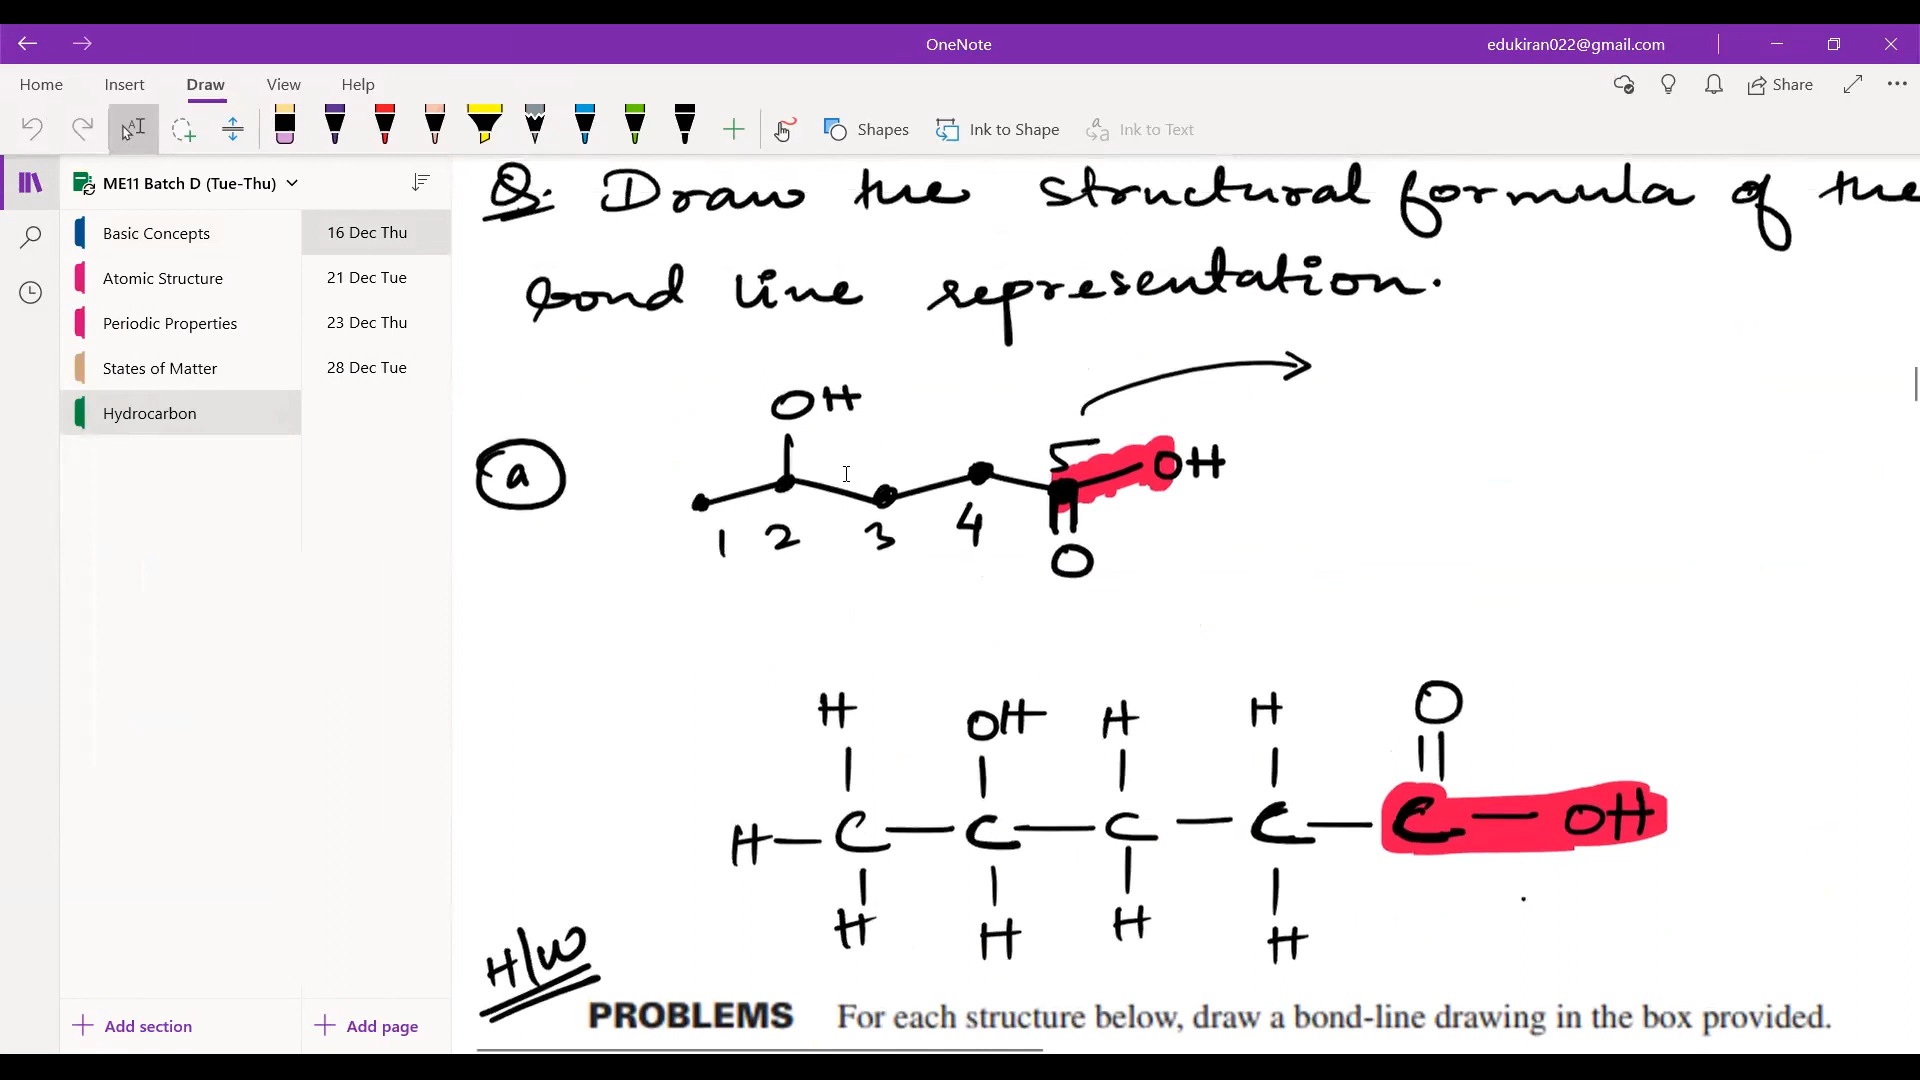 OneNote
edukiran022@gmail.com
Home Insert Draw View Help
Share
Shapes Ink to Shape Ink to Text
ME11 Batch D (Tue-Thu)
Basic Concepts
Atomic Structure
Periodic Properties
States of Matter
Hydrocarbon
16 Dec Thu
21 Dec Tue
23 Dec Thu
28 Dec Tue
Add section
Add page
Q. Draw the structural formula of the
bond line representation.
a
OH
5 OH
1 2 3 4
O
H OH H H O
H-C-C-C-C-C-OH
H H H H
H/W
PROBLEMS For each structure below, draw a bond-line drawing in the box provided.